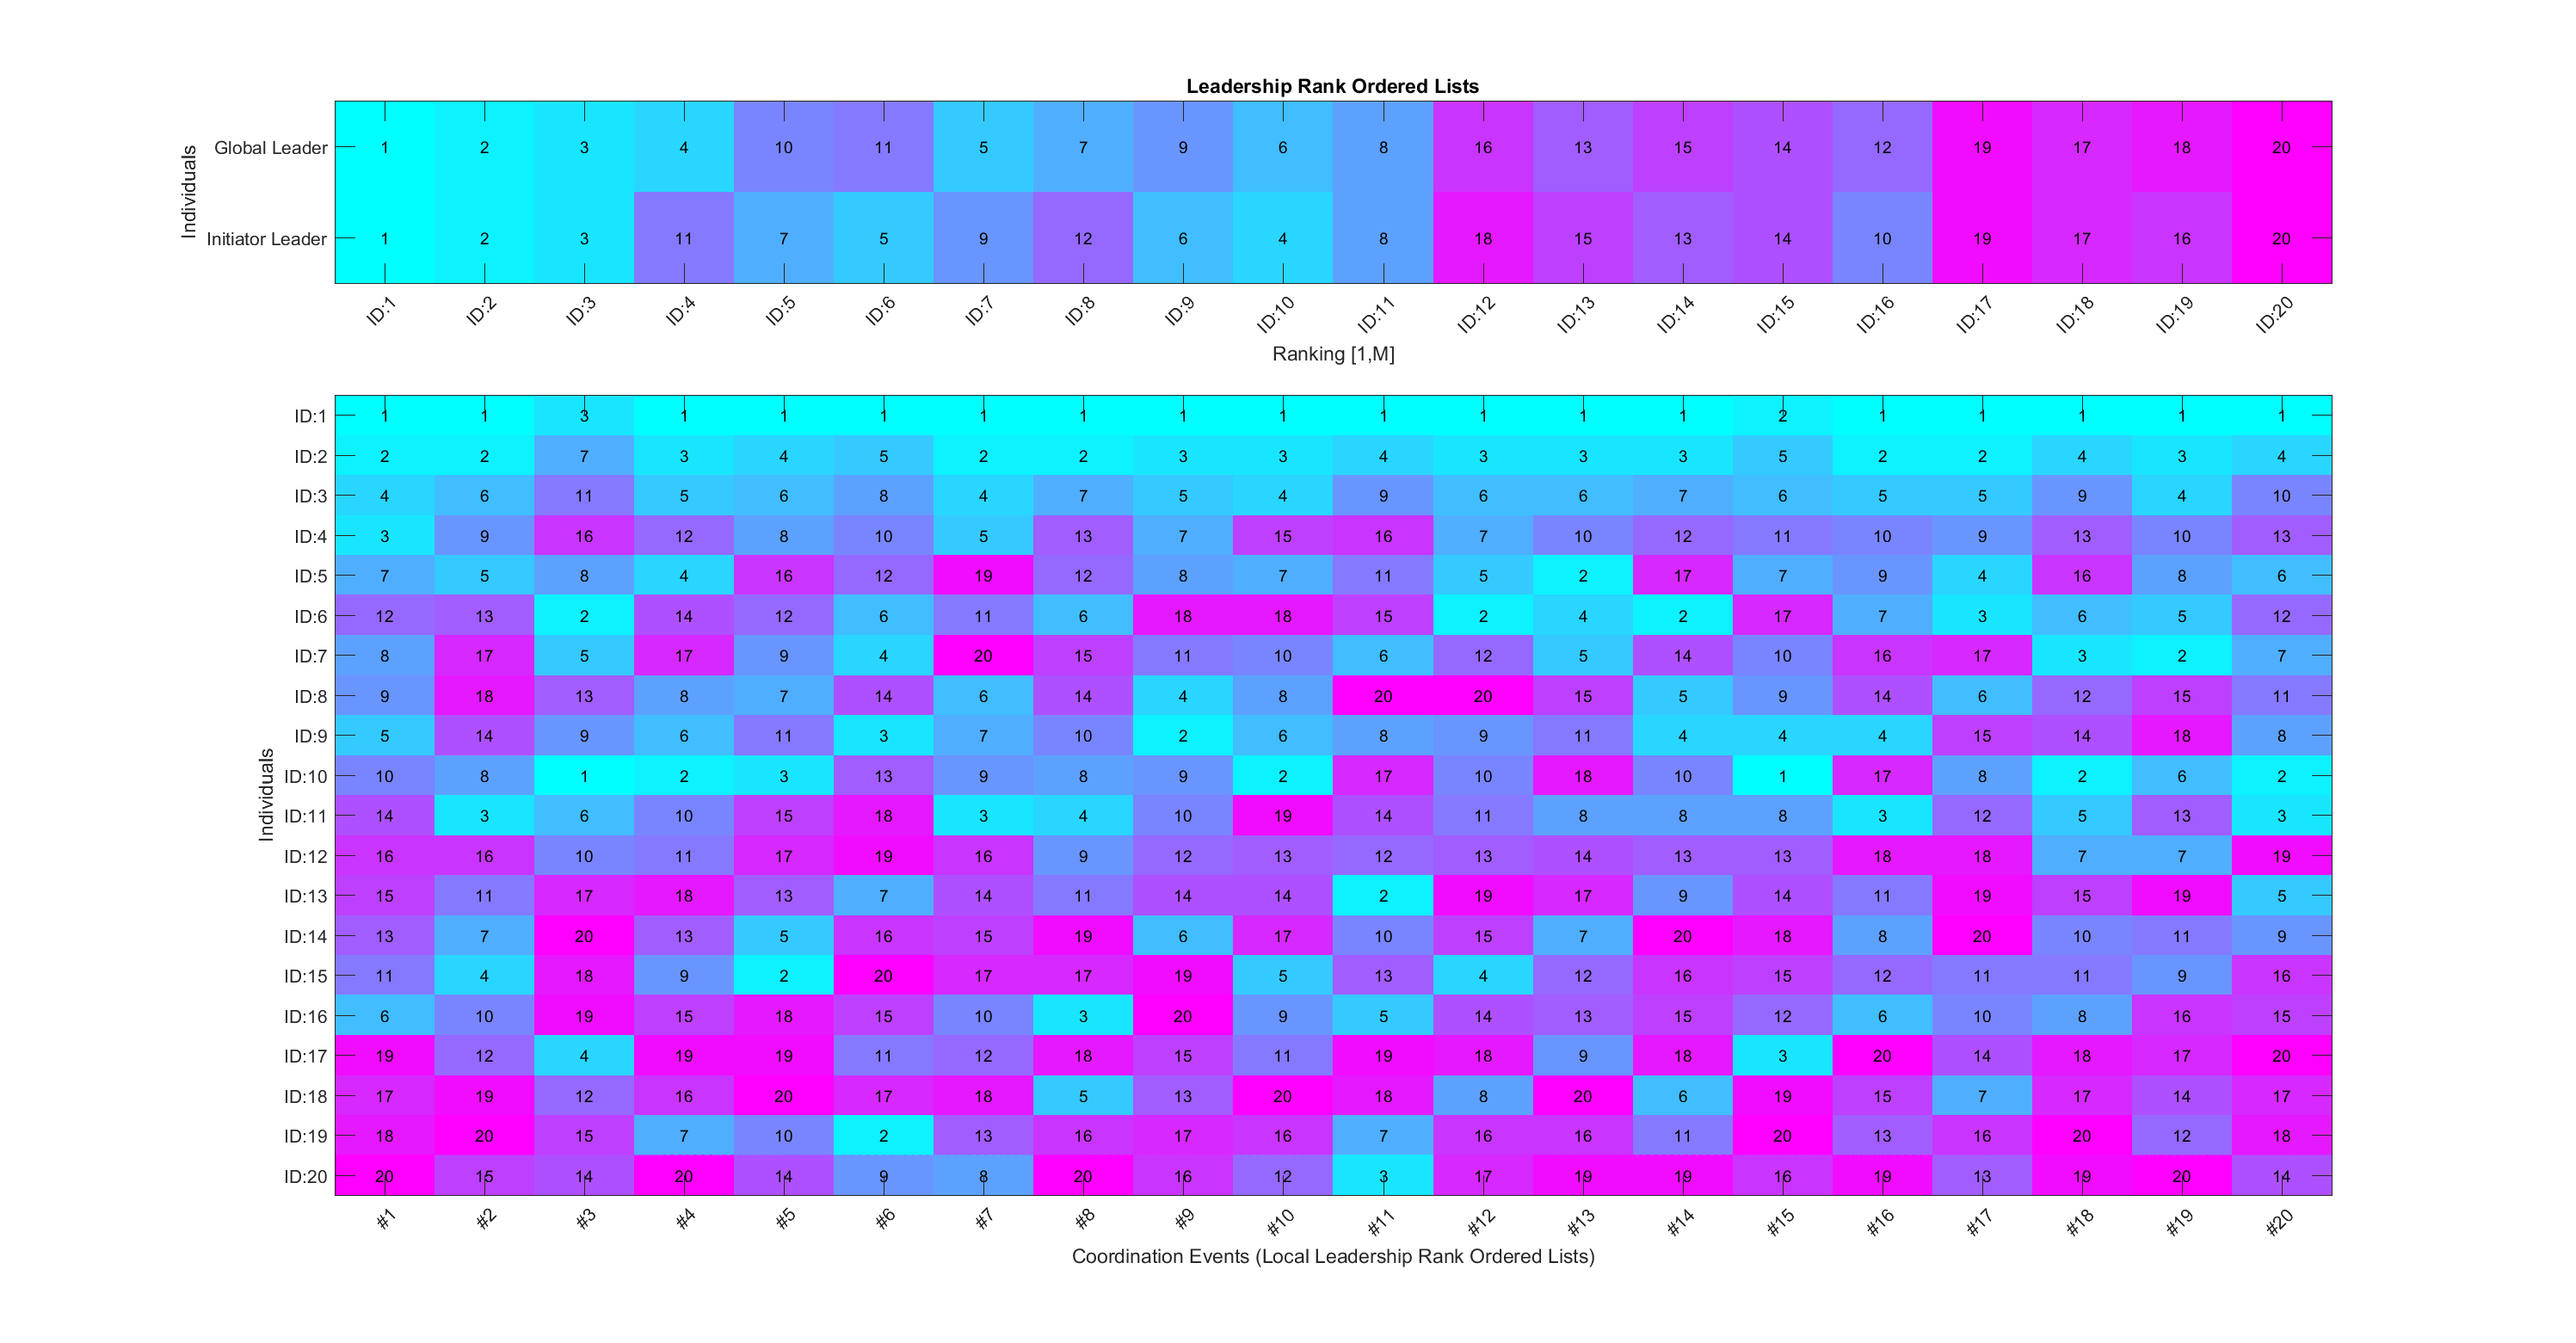 Leadership Rank Ordered Lists
Individuals
Global Leader 1 2 3 4 10 11 5 7 9 6 8 16 13 15 14 12 19 17 18 20
Initiator Leader 1 2 3 11 7 5 9 12 6 4 8 18 15 13 14 10 19 17 16 20
ID:1 ID:2 ID:3 ID:4 ID:5 ID:6 ID:7 ID:8 ID:9 ID:10 ID:11 ID:12 ID:13 ID:14 ID:15 ID:16 ID:17 ID:18 ID:19 ID:20
Ranking [1,M]
Individuals
ID:1 1 1 3 1 1 1 1 1 1 1 1 1 1 1 2 1 1 1 1 1
ID:2 2 2 7 3 4 5 2 2 3 3 4 3 3 3 5 2 2 4 3 4
ID:3 4 6 11 5 6 8 4 7 5 4 9 6 6 7 6 5 5 9 4 10
ID:4 3 9 16 12 8 10 5 13 7 15 16 7 10 12 11 10 9 13 10 13
ID:5 7 5 8 4 16 12 19 12 8 7 11 5 2 17 7 9 4 16 8 6
ID:6 12 13 2 14 12 6 11 6 18 18 15 2 4 2 17 7 3 6 5 12
ID:7 8 17 5 17 9 4 20 15 11 10 6 12 5 14 10 16 17 3 2 7
ID:8 9 18 13 8 7 14 6 14 4 8 20 20 15 5 9 14 6 12 15 11
ID:9 5 14 9 6 11 3 7 10 2 6 8 9 11 4 4 4 15 14 18 8
ID:10 10 8 1 2 3 13 9 8 9 2 17 10 18 10 1 17 8 2 6 2
ID:11 14 3 6 10 15 18 3 4 10 19 14 11 8 8 8 3 12 5 13 3
ID:12 16 16 10 11 17 19 16 9 12 13 12 13 14 13 13 18 18 7 7 19
ID:13 15 11 17 18 13 7 14 11 14 14 2 19 17 9 14 11 19 15 19 5
ID:14 13 7 20 13 5 16 15 19 6 17 10 15 7 20 18 8 20 10 11 9
ID:15 11 4 18 9 2 20 17 17 19 5 13 4 12 16 15 12 11 11 9 16
ID:16 6 10 19 15 18 15 10 3 20 9 5 14 13 15 12 6 10 8 16 15
ID:17 19 12 4 19 19 11 12 18 15 11 19 18 9 18 3 20 14 18 17 20
ID:18 17 19 12 16 20 17 18 5 13 20 18 8 20 6 19 15 7 17 14 17
ID:19 18 20 15 7 10 2 13 16 17 16 7 16 16 11 20 13 16 20 12 18
ID:20 20 15 14 20 14 9 8 20 16 12 3 17 19 19 16 19 13 19 20 14
#1 #2 #3 #4 #5 #6 #7 #8 #9 #10 #11 #12 #13 #14 #15 #16 #17 #18 #19 #20
Coordination Events (Local Leadership Rank Ordered Lists)